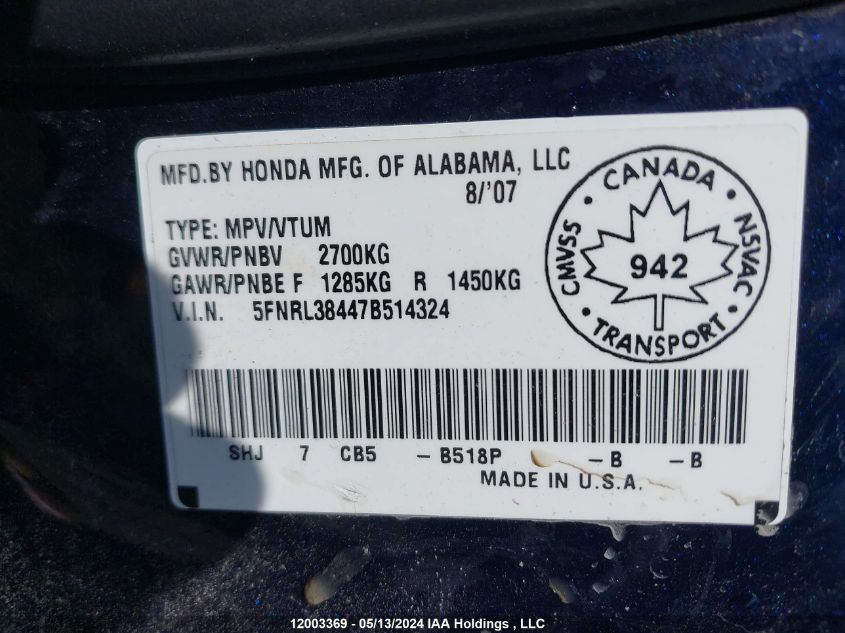 MFD.BY HONDA MFG. OF ALABAMA, LLC
8/'07
TYPE: MPV/VTUM
GVWR/PNBV 2700KG
GAWR/PNBE F 1285KG R 1450KG
V.I.N. 5FNRL38447B514324
CANADA
CMVSS
NSVAC
942
TRANSPORT
SHJ 7 CB5 - B518P - B - B
MADE IN U.S.A.
12003369 - 05/13/2024 IAA Holdings , LLC